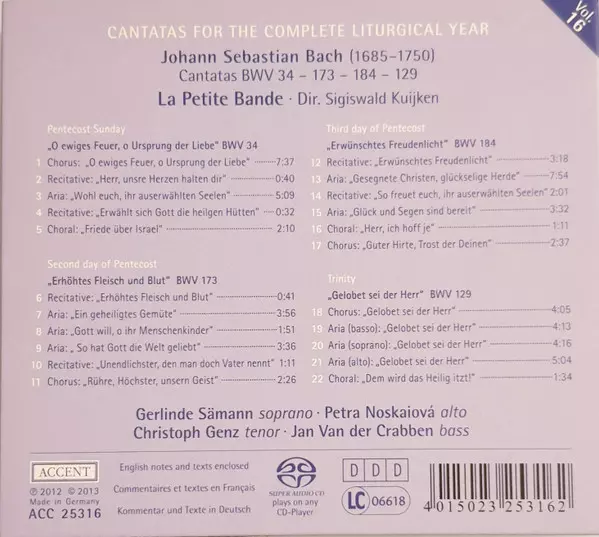 CANTATAS FOR THE COMPLETE LITURGICAL YEAR
Vol. 16
Johann Sebastian Bach (1685–1750)
Cantatas BWV 34 – 173 – 184 – 129
La Petite Bande · Dir. Sigiswald Kuijken
Pentecost Sunday
„O ewiges Feuer, o Ursprung der Liebe" BWV 34
1 Chorus: „O ewiges Feuer, o Ursprung der Liebe" 7:37
2 Recitative: „Herr, unsre Herzen halten dir" 0:40
3 Aria: „Wohl euch, ihr auserwählten Seelen" 5:09
4 Recitative: „Erwählt sich Gott die heilgen Hütten" 0:32
5 Choral: „Friede über Israel" 2:10
Second day of Pentecost
„Erhöhtes Fleisch und Blut" BWV 173
6 Recitative: „Erhöhtes Fleisch und Blut" 0:41
7 Aria: „Ein geheiligtes Gemüte" 3:56
8 Aria: „Gott will, o ihr Menschenkinder" 1:51
9 Aria: „ So hat Gott die Welt geliebt" 3:36
10 Recitative: „Unendlichster, den man doch Vater nennt" 1:11
11 Chorus: „Rühre, Höchster, unsern Geist" 2:26
Third day of Pentecost
„Erwünschtes Freudenlicht" BWV 184
12 Recitative: „Erwünschtes Freudenlicht" 3:18
13 Aria: „Gesegnete Christen, glückselige Herde" 7:54
14 Recitative: "So freuet euch, ihr auserwählten Seelen" 2:01
15 Aria: „Glück und Segen sind bereit" 3:32
16 Choral: „Herr, ich hoff je" 1:11
17 Chorus: „Guter Hirte, Trost der Deinen" 2:37
Trinity
„Gelobet sei der Herr" BWV 129
18 Chorus: „Gelobet sei der Herr" 4:05
19 Aria (basso): „Gelobet sei der Herr" 4:13
20 Aria (soprano): „Gelobet sei der Herr" 4:16
21 Aria (alto): „Gelobet sei der Herr" 5:04
22 Choral: „Dem wird das Heilig itzt!" 1:34
Gerlinde Sämann soprano · Petra Noskaiová alto
Christoph Genz tenor · Jan Van der Crabben bass
ACCENT
℗ 2012 © 2013
Made in Germany
ACC 25316
English notes and texts enclosed
Commentaires et textes en Français
Kommentar und Texte in Deutsch
SUPER AUDIO CD
plays on any
CD-Player
D D D
LC 06618
4 015023 253162